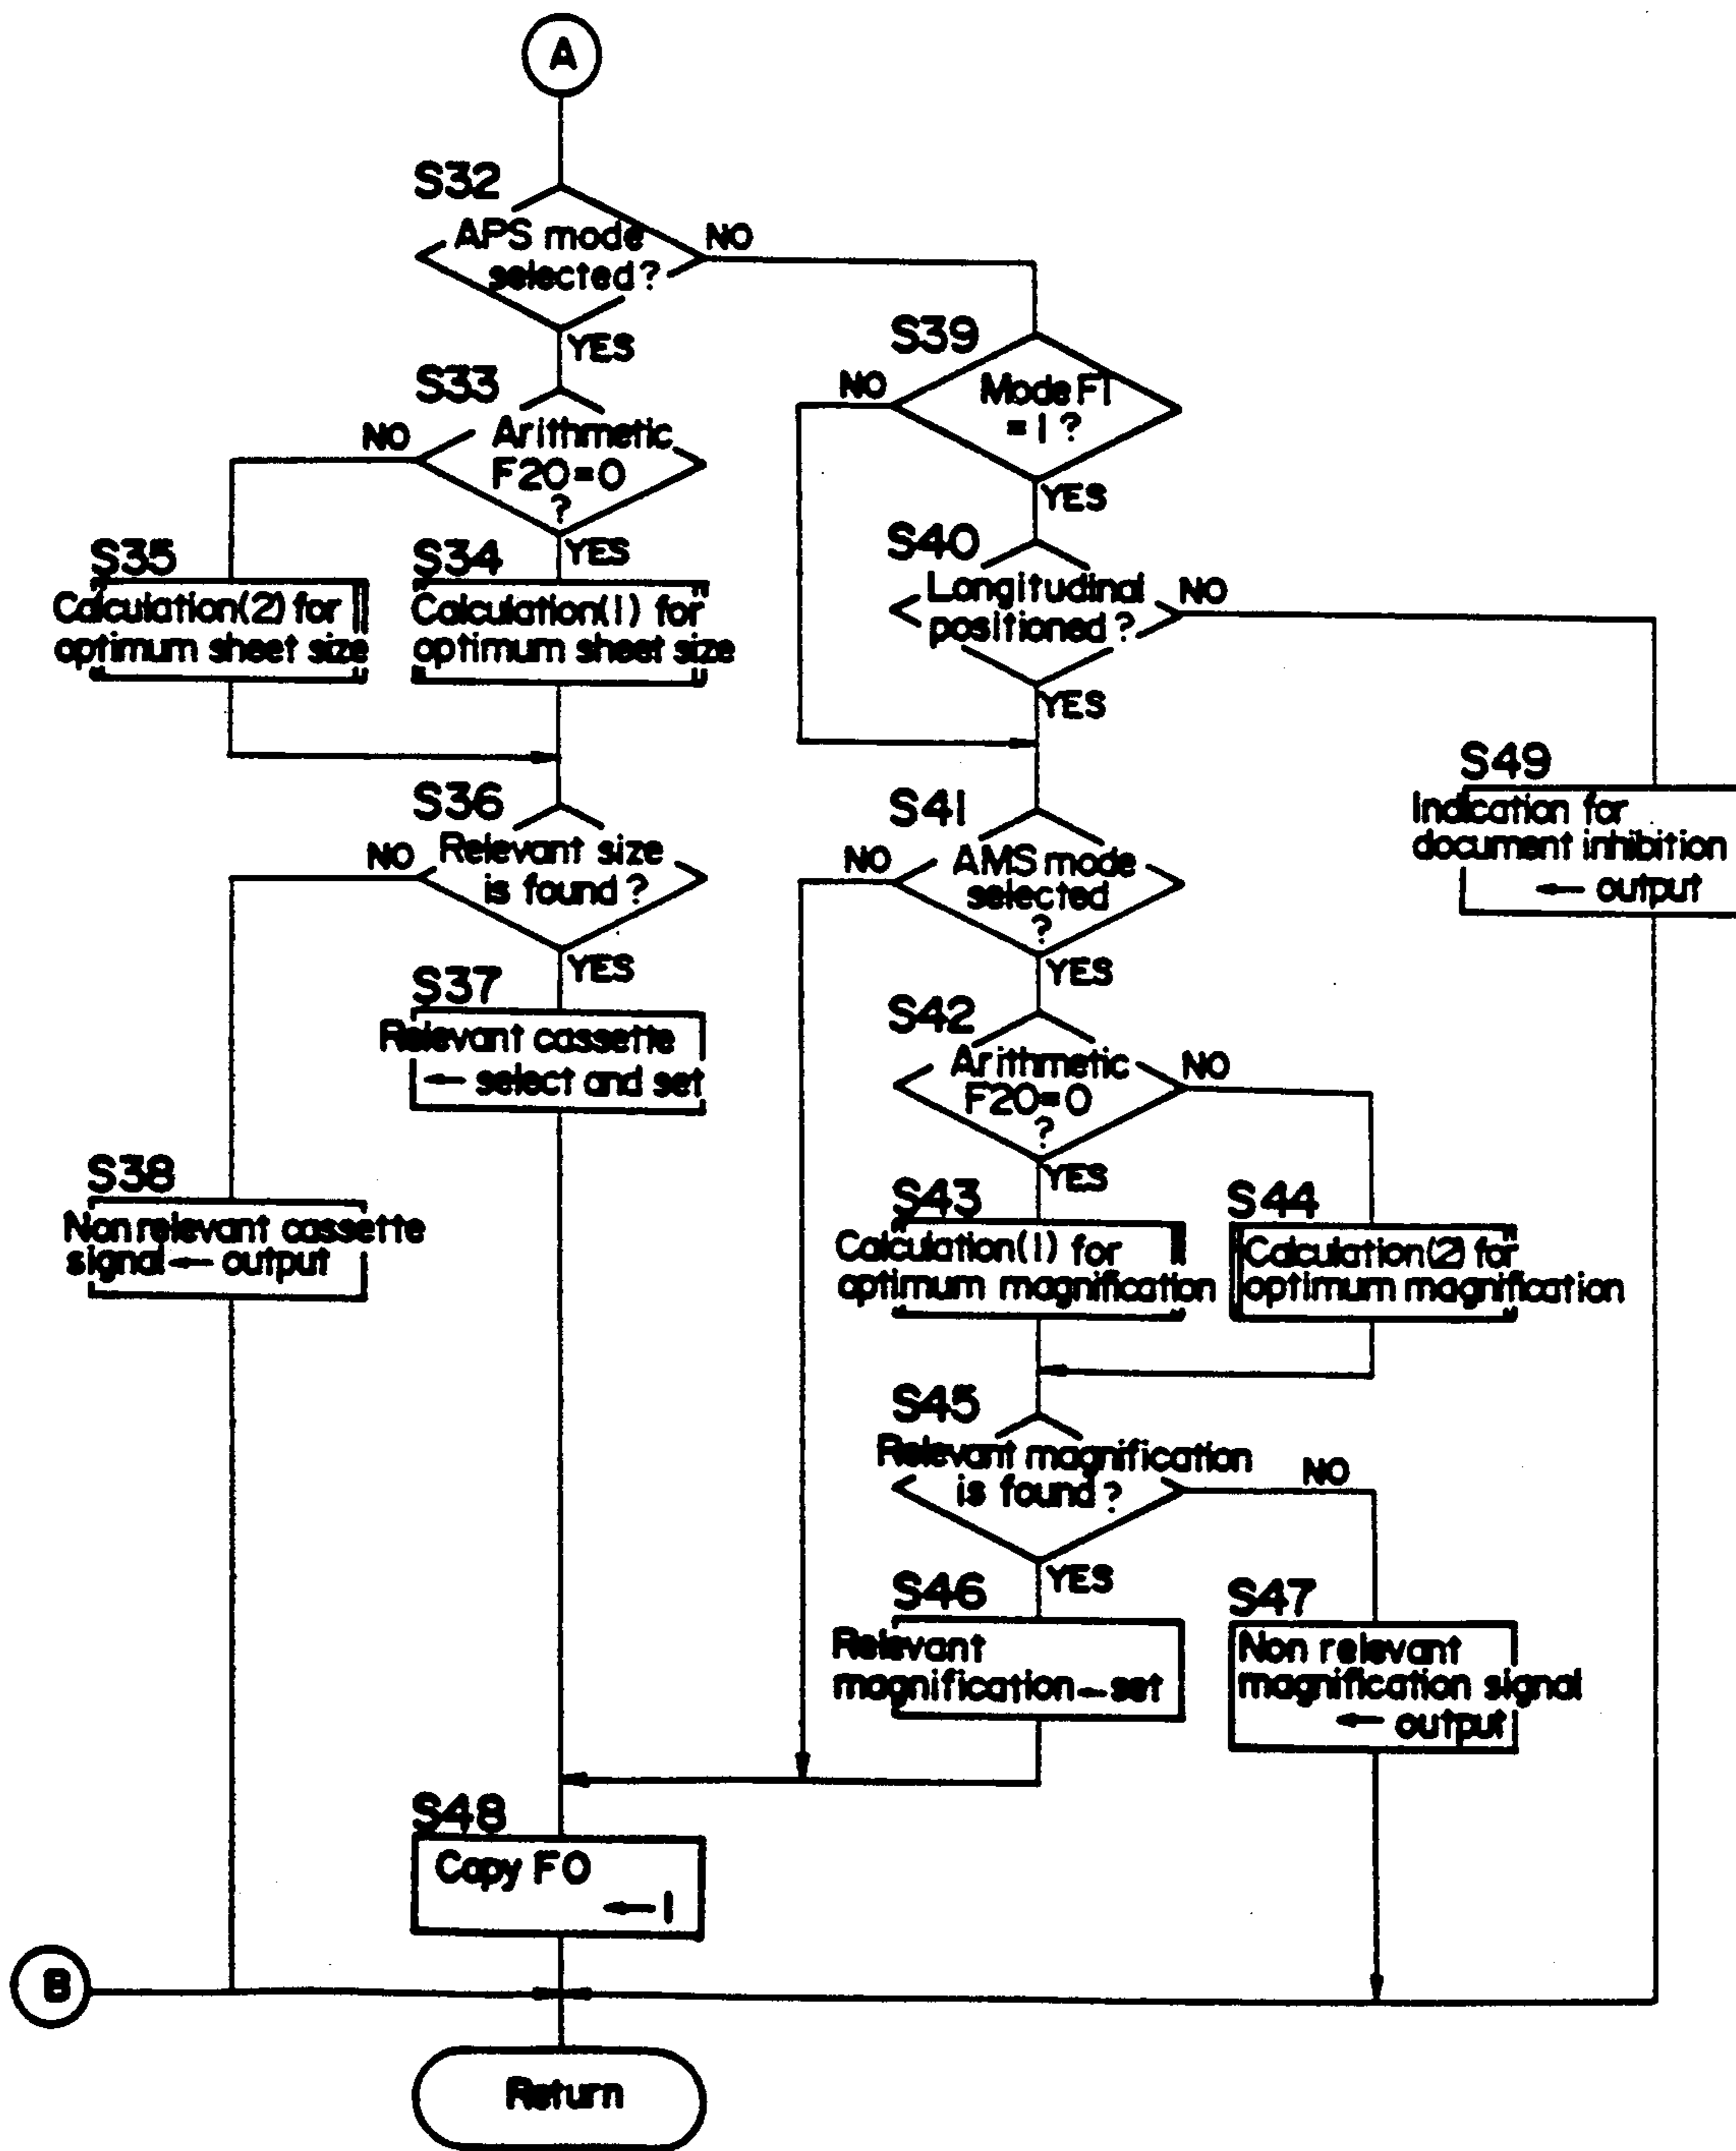 A
S32
APS mode
selected?
NO
YES
S33
Arithmetic
F20=0
?
NO
YES
S35
Calculation(2) for
optimum sheet size
S34
Calculation(1) for
optimum sheet size
S36
Relevant size
is found?
NO
YES
S37
Relevant cassette
← select and set
S38
Non relevant cassette
signal ← output
S39
Mode F1
= 1 ?
NO
YES
S40
Longitudinal
positioned?
NO
YES
S49
Indication for
document inhibition
← output
S41
AMS mode
selected
?
NO
YES
S42
Arithmetic
F20=0
?
NO
YES
S43
Calculation(1) for
optimum magnification
S44
Calculation(2) for
optimum magnification
S45
Relevant magnification
is found?
NO
YES
S46
Relevant
magnification ← set
S47
Non relevant
magnification signal
← output
S48
Copy F0
← 1
B
Return